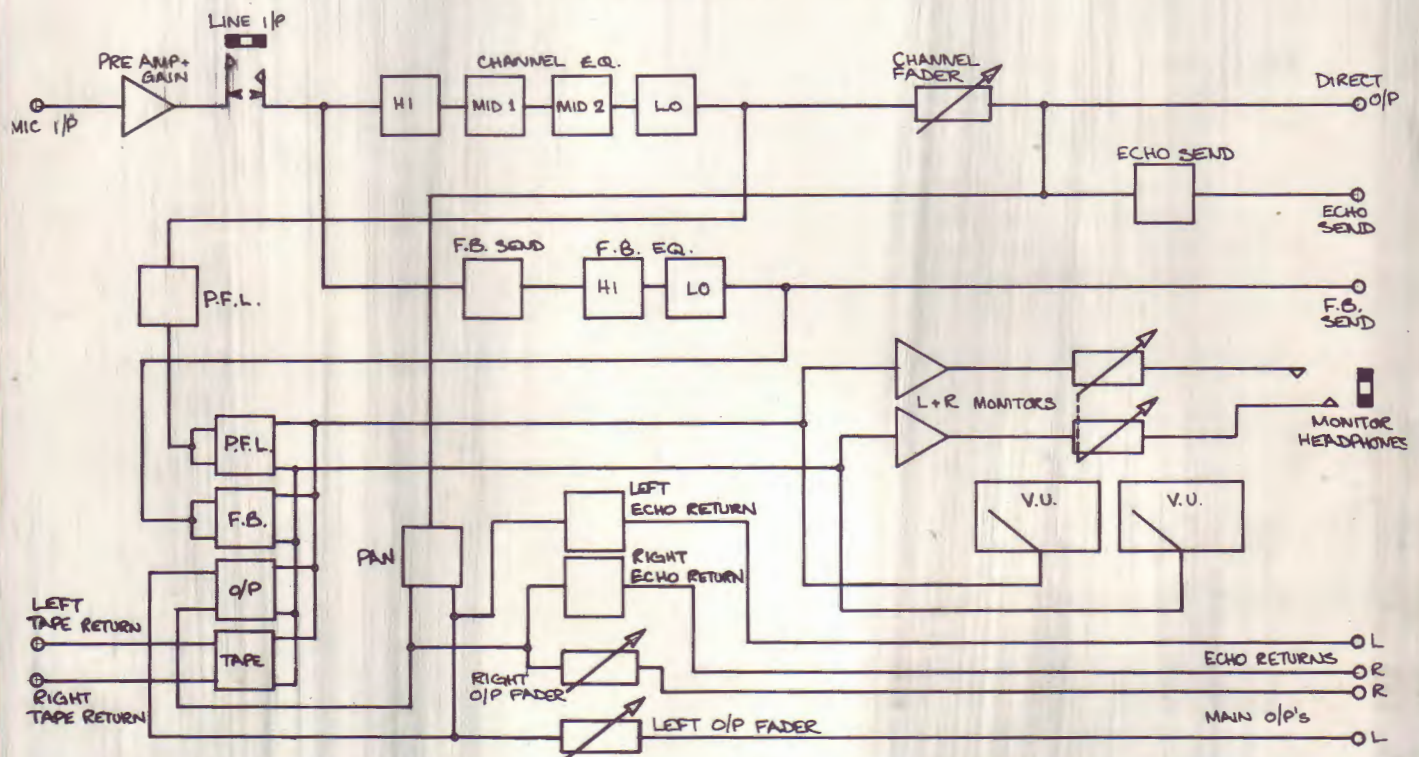 LINE I/P
PRE AMP+
GAIN
MIC I/P
CHANNEL EQ.
HI
MID 1
MID 2
LO
CHANNEL
FADER
DIRECT
O/P
ECHO SEND
ECHO
SEND
P.F.L.
F.B. SEND
F.B. EQ.
HI
LO
F.B.
SEND
L+R MONITORS
MONITOR
HEADPHONES
P.F.L.
F.B.
O/P
TAPE
LEFT
TAPE RETURN
RIGHT
TAPE RETURN
PAN
LEFT
ECHO RETURN
RIGHT
ECHO RETURN
V.U.
V.U.
RIGHT
O/P FADER
LEFT O/P FADER
L
ECHO RETURNS
R
R
MAIN O/P's
L